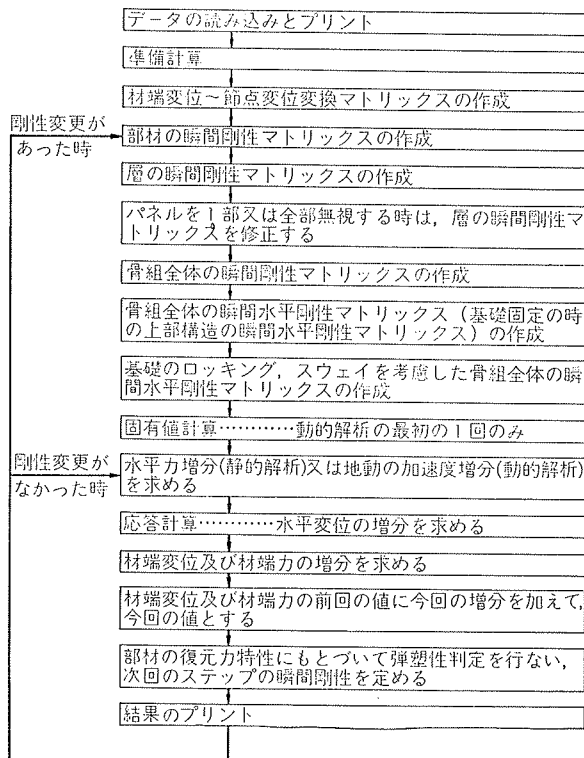 データの読み込みとプリント
準備計算
材端変位〜節点変位変換マトリックスの作成
剛性変更が
あった時
部材の瞬間剛性マトリックスの作成
層の瞬間剛性マトリックスの作成
パネルを1部又は全部無視する時は，層の瞬間剛性マ
トリックスを修正する
骨組全体の瞬間剛性マトリックスの作成
骨組全体の瞬間水平剛性マトリックス（基礎固定の時
の上部構造の瞬間水平剛性マトリックス）の作成
基礎のロッキング，スウェイを考慮した骨組全体の瞬
間水平剛性マトリックスの作成
固有値計算…………動的解析の最初の1回のみ
剛性変更が
なかった時
水平力増分(静的解析)又は地動の加速度増分(動的解析)
を求める
応答計算…………水平変位の増分を求める
材端変位及び材端力の増分を求める
材端変位及び材端力の前回の値に今回の増分を加えて，
今回の値とする
部材の復元力特性にもとづいて弾塑性判定を行ない，
次回のステップの瞬間剛性を定める
結果のプリント